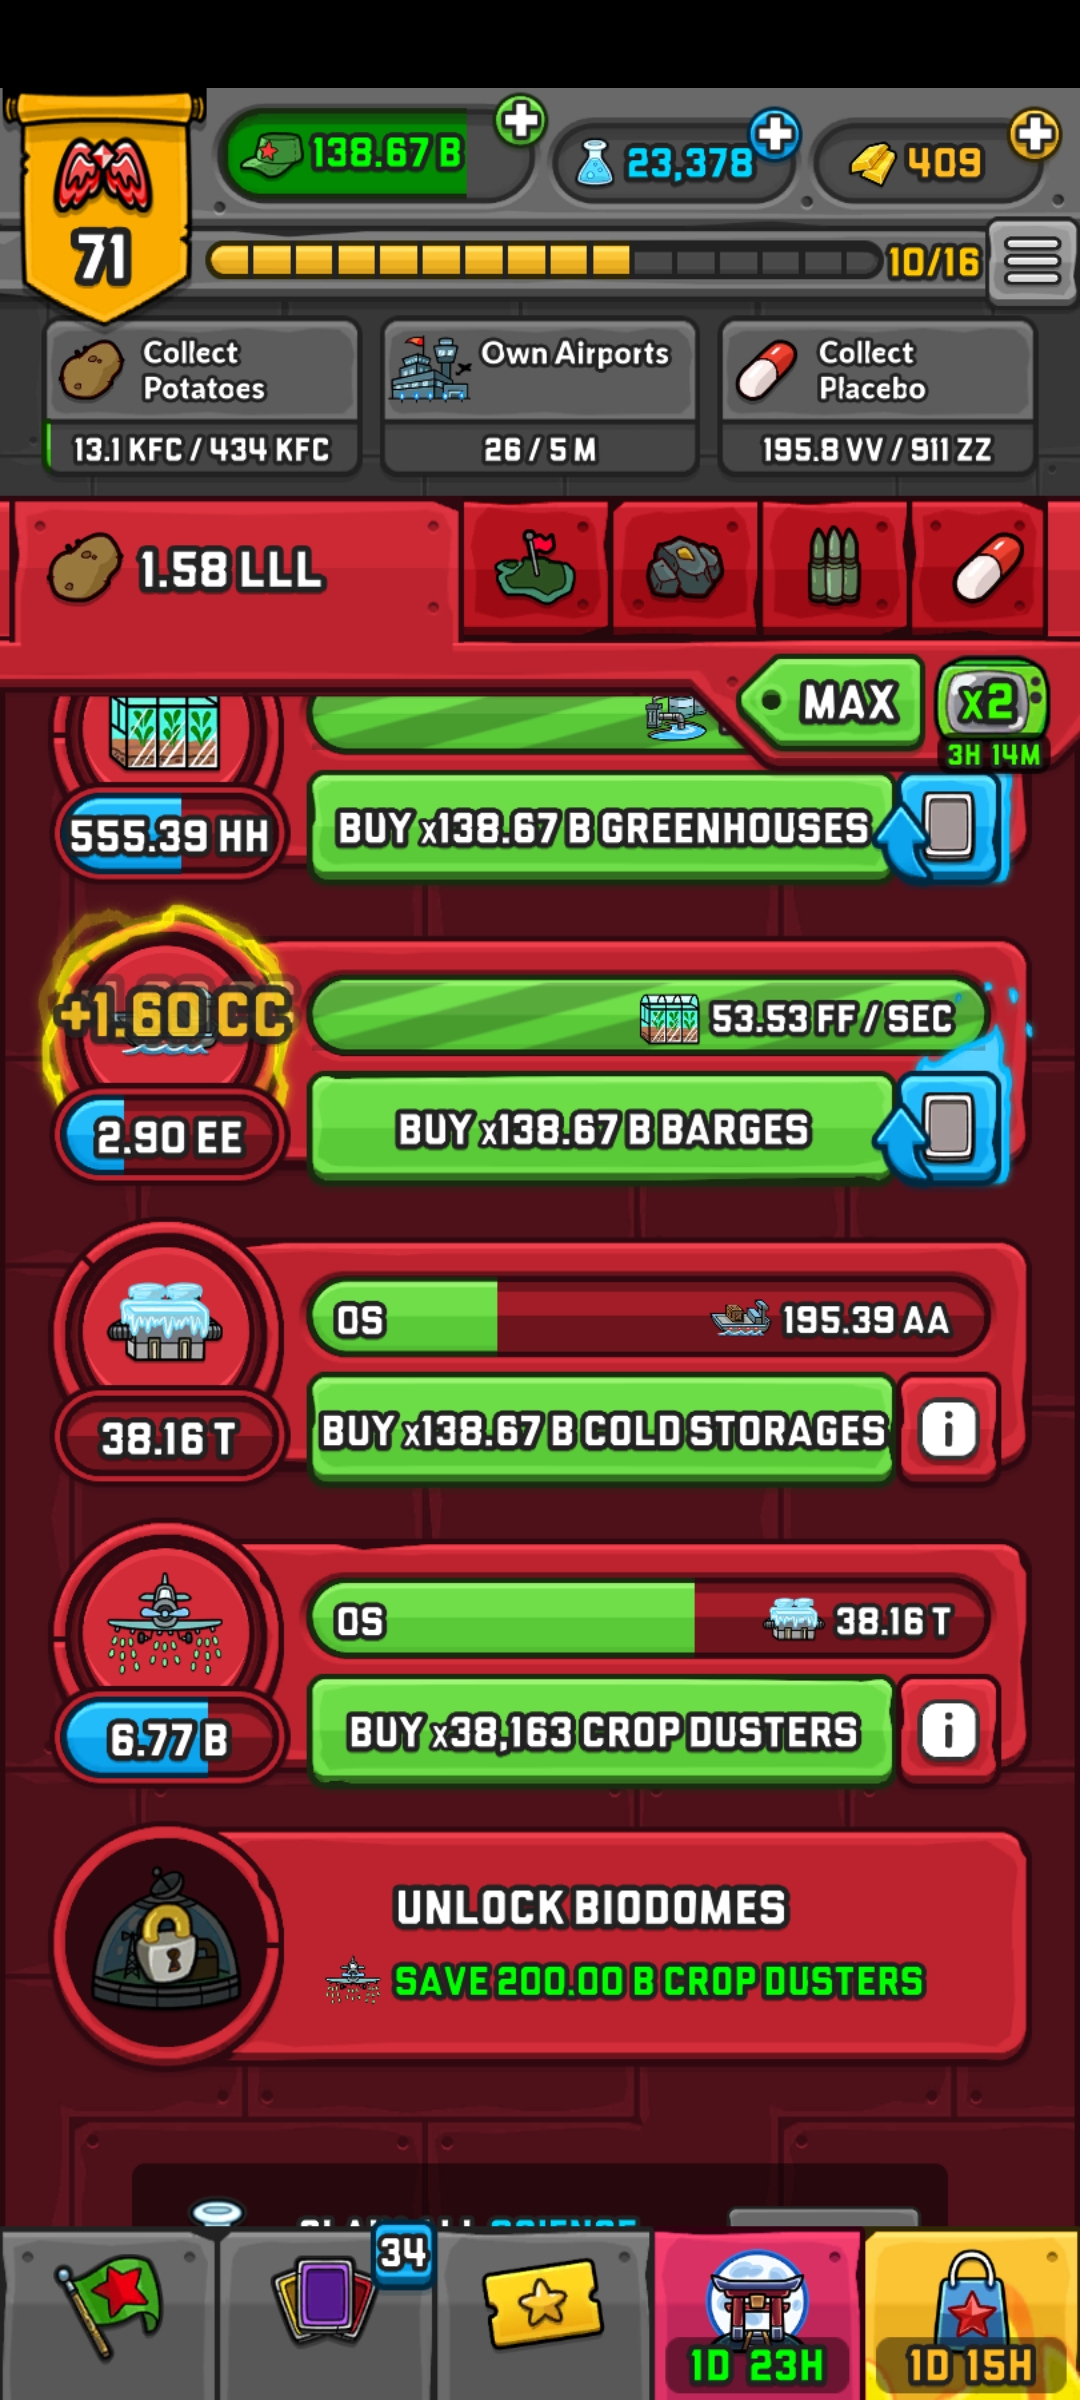 138.67 B
23,378
409
71
10/16
Collect
Potatoes
13.1 KFC / 434 KFC
Own Airports
26 / 5 M
Collect
Placebo
195.8 VV / 911 ZZ
1.58 LLL
MAX
x2
3H 14M
555.39 HH
BUY x138.67 B GREENHOUSES
+1.60 CC
53.53 FF / SEC
2.90 EE
BUY x138.67 B BARGES
0S
195.39 AA
38.16 T
BUY x138.67 B COLD STORAGES
i
0S
38.16 T
6.77 B
BUY x38,163 CROP DUSTERS
i
UNLOCK BIODOMES
SAVE 200.00 B CROP DUSTERS
34
1D 23H
1D 15H